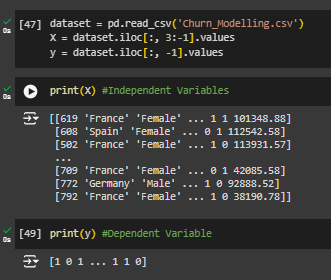 [47] dataset = pd.read_csv('Churn_Modelling.csv')
X = dataset.iloc[:, 3:-1].values
y = dataset.iloc[:, -1].values
0s
print(X) #Independent Variables
0s
[[619 'France' 'Female' ... 1 1 101348.88]
[608 'Spain' 'Female' ... 0 1 112542.58]
[502 'France' 'Female' ... 1 0 113931.57]
...
[709 'France' 'Female' ... 0 1 42085.58]
[772 'Germany' 'Male' ... 1 0 92888.52]
[792 'France' 'Female' ... 1 0 38190.78]]
[49] print(y) #Dependent Variable
0s
[1 0 1 ... 1 1 0]